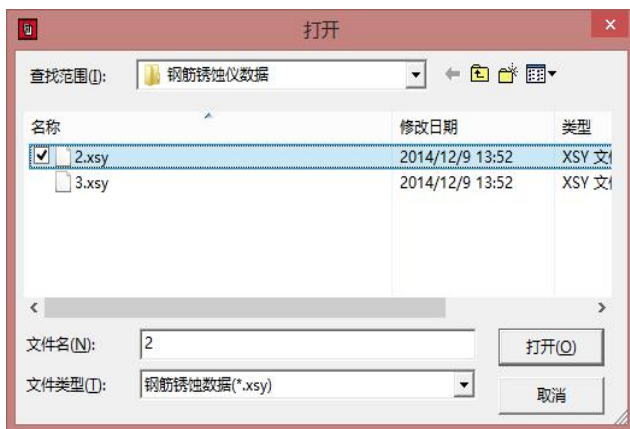 打开
查找范围(I): 钢筋锈蚀仪数据
名称 修改日期 类型
2.xsy 2014/12/9 13:52 XSY 文
3.xsy 2014/12/9 13:52 XSY 文
文件名(N): 2 打开(O)
文件类型(T): 钢筋锈蚀数据(*.xsy) 取消